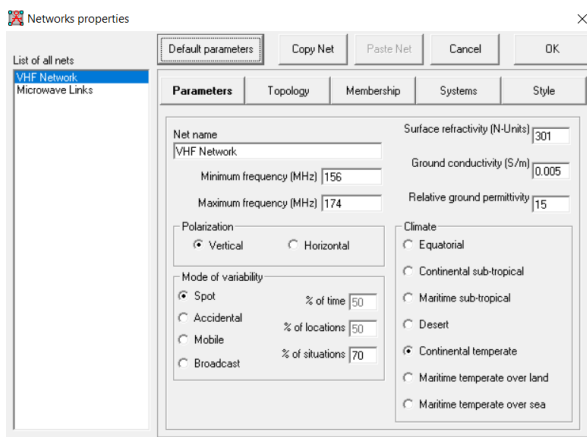 Networks properties
List of all nets
VHF Network
Microwave Links
Default parameters
Copy Net
Paste Net
Cancel
OK
Parameters
Topology
Membership
Systems
Style
Net name
VHF Network
Minimum frequency (MHz) 156
Maximum frequency (MHz) 174
Surface refractivity (N-Units) 301
Ground conductivity (S/m) 0.005
Relative ground permittivity 15
Polarization
Vertical
Horizontal
Mode of variability
Spot
Accidental
Mobile
Broadcast
% of time 50
% of locations 50
% of situations 70
Climate
Equatorial
Continental sub-tropical
Maritime sub-tropical
Desert
Continental temperate
Maritime temperate over land
Maritime temperate over sea